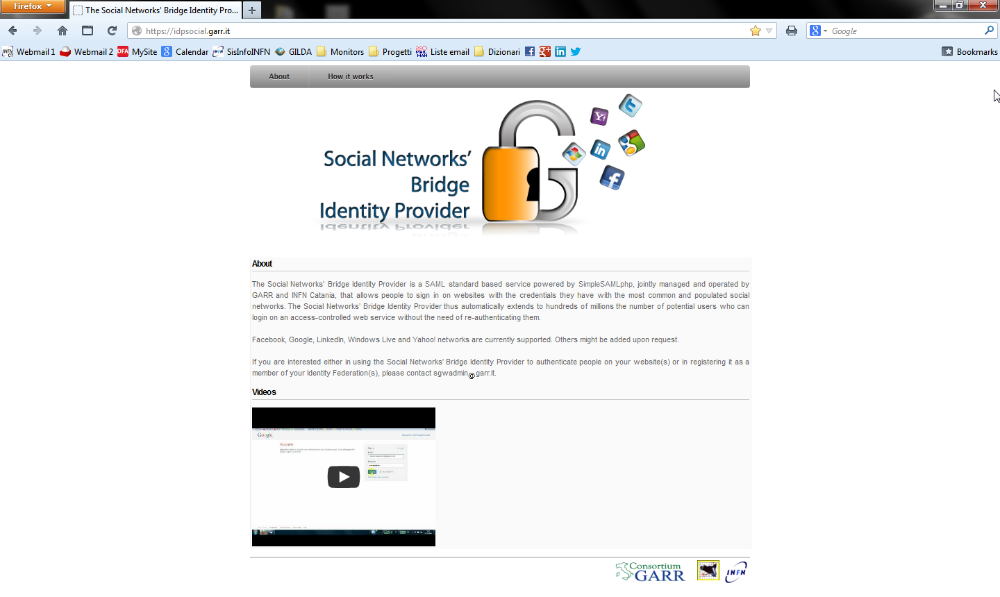 Firefox
The Social Networks' Bridge Identity Pro...
https://idpsocial.garr.it
Google
Webmail 1 Webmail 2 MySite Calendar SisInfoINFN GILDA Monitors Progetti Liste email Dizionari Bookmarks
About How it works
Social Networks'
Bridge
Identity Provider
About
The Social Networks' Bridge Identity Provider is a SAML standard based service powered by SimpleSAMLphp, jointly managed and operated by
GARR and INFN Catania, that allows people to sign in on websites with the credentials they have with the most common and populated social
networks. The Social Networks' Bridge Identity Provider thus automatically extends to hundreds of millions the number of potential users who can
login on an access-controlled web service without the need of re-authenticating them.
Facebook, Google, LinkedIn, Windows Live and Yahoo! networks are currently supported. Others might be added upon request.
If you are interested either in using the Social Networks' Bridge Identity Provider to authenticate people on your website(s) or in registering it as a
member of your Identity Federation(s), please contact sgwadmin@garr.it.
Videos
Google
Accounts
Consortium
GARR
INFN